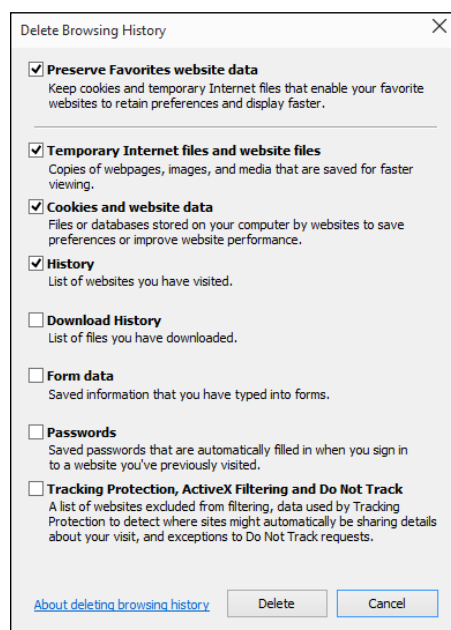 Delete Browsing History
Preserve Favorites website data
Keep cookies and temporary Internet files that enable your favorite
websites to retain preferences and display faster.
Temporary Internet files and website files
Copies of webpages, images, and media that are saved for faster
viewing.
Cookies and website data
Files or databases stored on your computer by websites to save
preferences or improve website performance.
History
List of websites you have visited.
Download History
List of files you have downloaded.
Form data
Saved information that you have typed into forms.
Passwords
Saved passwords that are automatically filled in when you sign in
to a website you've previously visited.
Tracking Protection, ActiveX Filtering and Do Not Track
A list of websites excluded from filtering, data used by Tracking
Protection to detect where sites might automatically be sharing details
about your visit, and exceptions to Do Not Track requests.
About deleting browsing history Delete Cancel